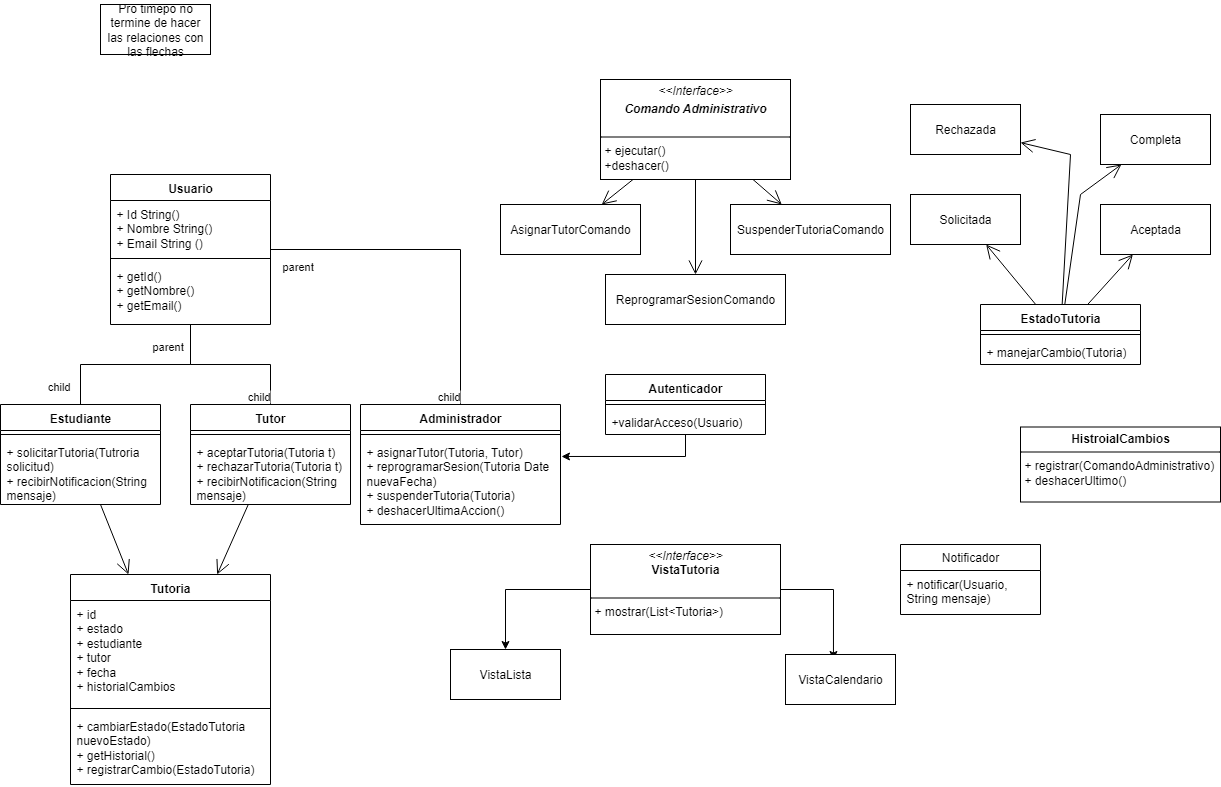 Pro timepo no
termine de hacer
las relaciones con
las flechas
<<Interface>>
Comando Administrativo
+ ejecutar()
+deshacer()
AsignarTutorComando
SuspenderTutoriaComando
ReprogramarSesionComando
Rechazada
Completa
Solicitada
Aceptada
EstadoTutoria
+ manejarCambio(Tutoria)
Usuario
+ Id String()
+ Nombre String()
+ Email String ()
+ getId()
+ getNombre()
+ getEmail()
parent
parent
child
child
child
Estudiante
+ solicitarTutoria(Tutroria
solicitud)
+ recibirNotificacion(String
mensaje)
Tutor
+ aceptarTutoria(Tutoria t)
+ rechazarTutoria(Tutoria t)
+ recibirNotificacion(String
mensaje)
Administrador
+ asignarTutor(Tutoria, Tutor)
+ reprogramarSesion(Tutoria Date
nuevaFecha)
+ suspenderTutoria(Tutoria)
+ deshacerUltimaAccion()
Autenticador
+validarAcceso(Usuario)
HistroialCambios
+ registrar(ComandoAdministrativo)
+ deshacerUltimo()
Tutoria
+ id
+ estado
+ estudiante
+ tutor
+ fecha
+ historialCambios
+ cambiarEstado(EstadoTutoria
nuevoEstado)
+ getHistorial()
+ registrarCambio(EstadoTutoria)
<<Interface>>
VistaTutoria
+ mostrar(List<Tutoria>)
VistaLista
VistaCalendario
Notificador
+ notificar(Usuario,
String mensaje)